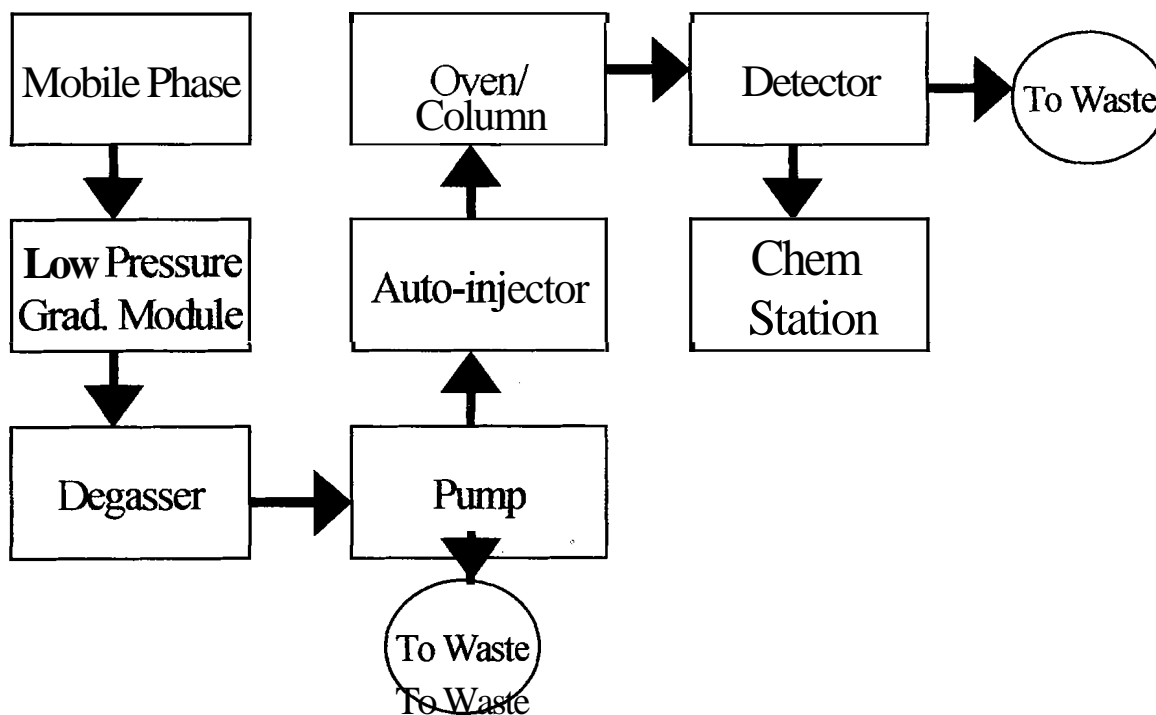 Mobile Phase
Low Pressure
Grad. Module
Degasser
Pump
To Waste
To Waste
Auto-injector
Oven/
Column
Detector
To Waste
Chem
Station